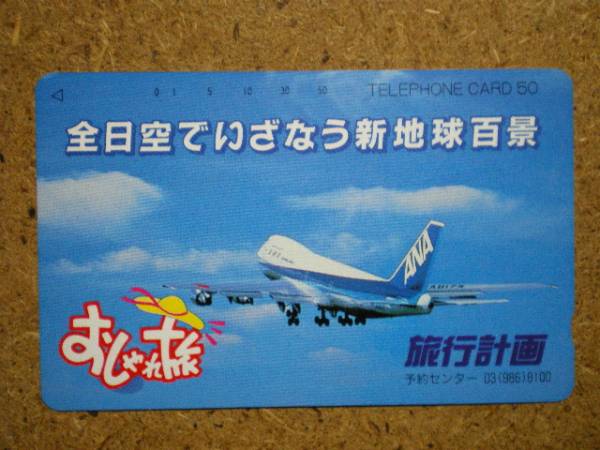 0 1 5 10 30 50 TELEPHONE CARD 50
全日空でいざなう新地球百景
ANA
おしゃれ旅
旅行計画
予約センター 03(986)8100